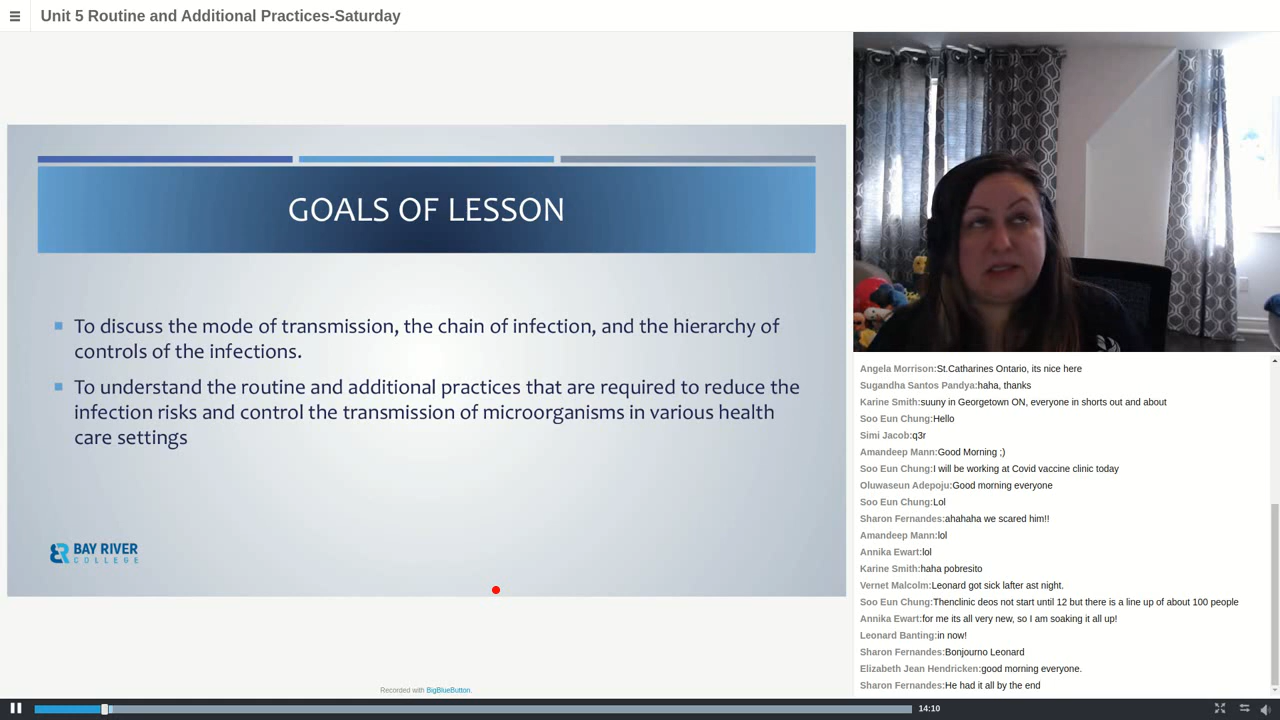 Unit 5 Routine and Additional Practices-Saturday
GOALS OF LESSON
To discuss the mode of transmission, the chain of infection, and the hierarchy of
controls of the infections.
To understand the routine and additional practices that are required to reduce the
infection risks and control the transmission of microorganisms in various health
care settings
BAY RIVER
COLLEGE
Recorded with BigBlueButton.
Angela Morrison:St.Catharines Ontario, its nice here
Sugandha Santos Pandya:haha, thanks
Karine Smith:suuny in Georgetown ON, everyone in shorts out and about
Soo Eun Chung:Hello
Simi Jacob:q3r
Amandeep Mann:Good Morning ;)
Soo Eun Chung:I will be working at Covid vaccine clinic today
Oluwaseun Adepoju:Good morning everyone
Soo Eun Chung:Lol
Sharon Fernandes:ahahaha we scared him!!
Amandeep Mann:lol
Annika Ewart:lol
Karine Smith:haha pobresito
Vernet Malcolm:Leonard got sick lafter ast night.
Soo Eun Chung:Thenclinic deos not start until 12 but there is a line up of about 100 people
Annika Ewart:for me its all very new, so I am soaking it all up!
Leonard Banting:in now!
Sharon Fernandes:Bonjourno Leonard
Elizabeth Jean Hendricken:good morning everyone.
Sharon Fernandes:He had it all by the end
14:10